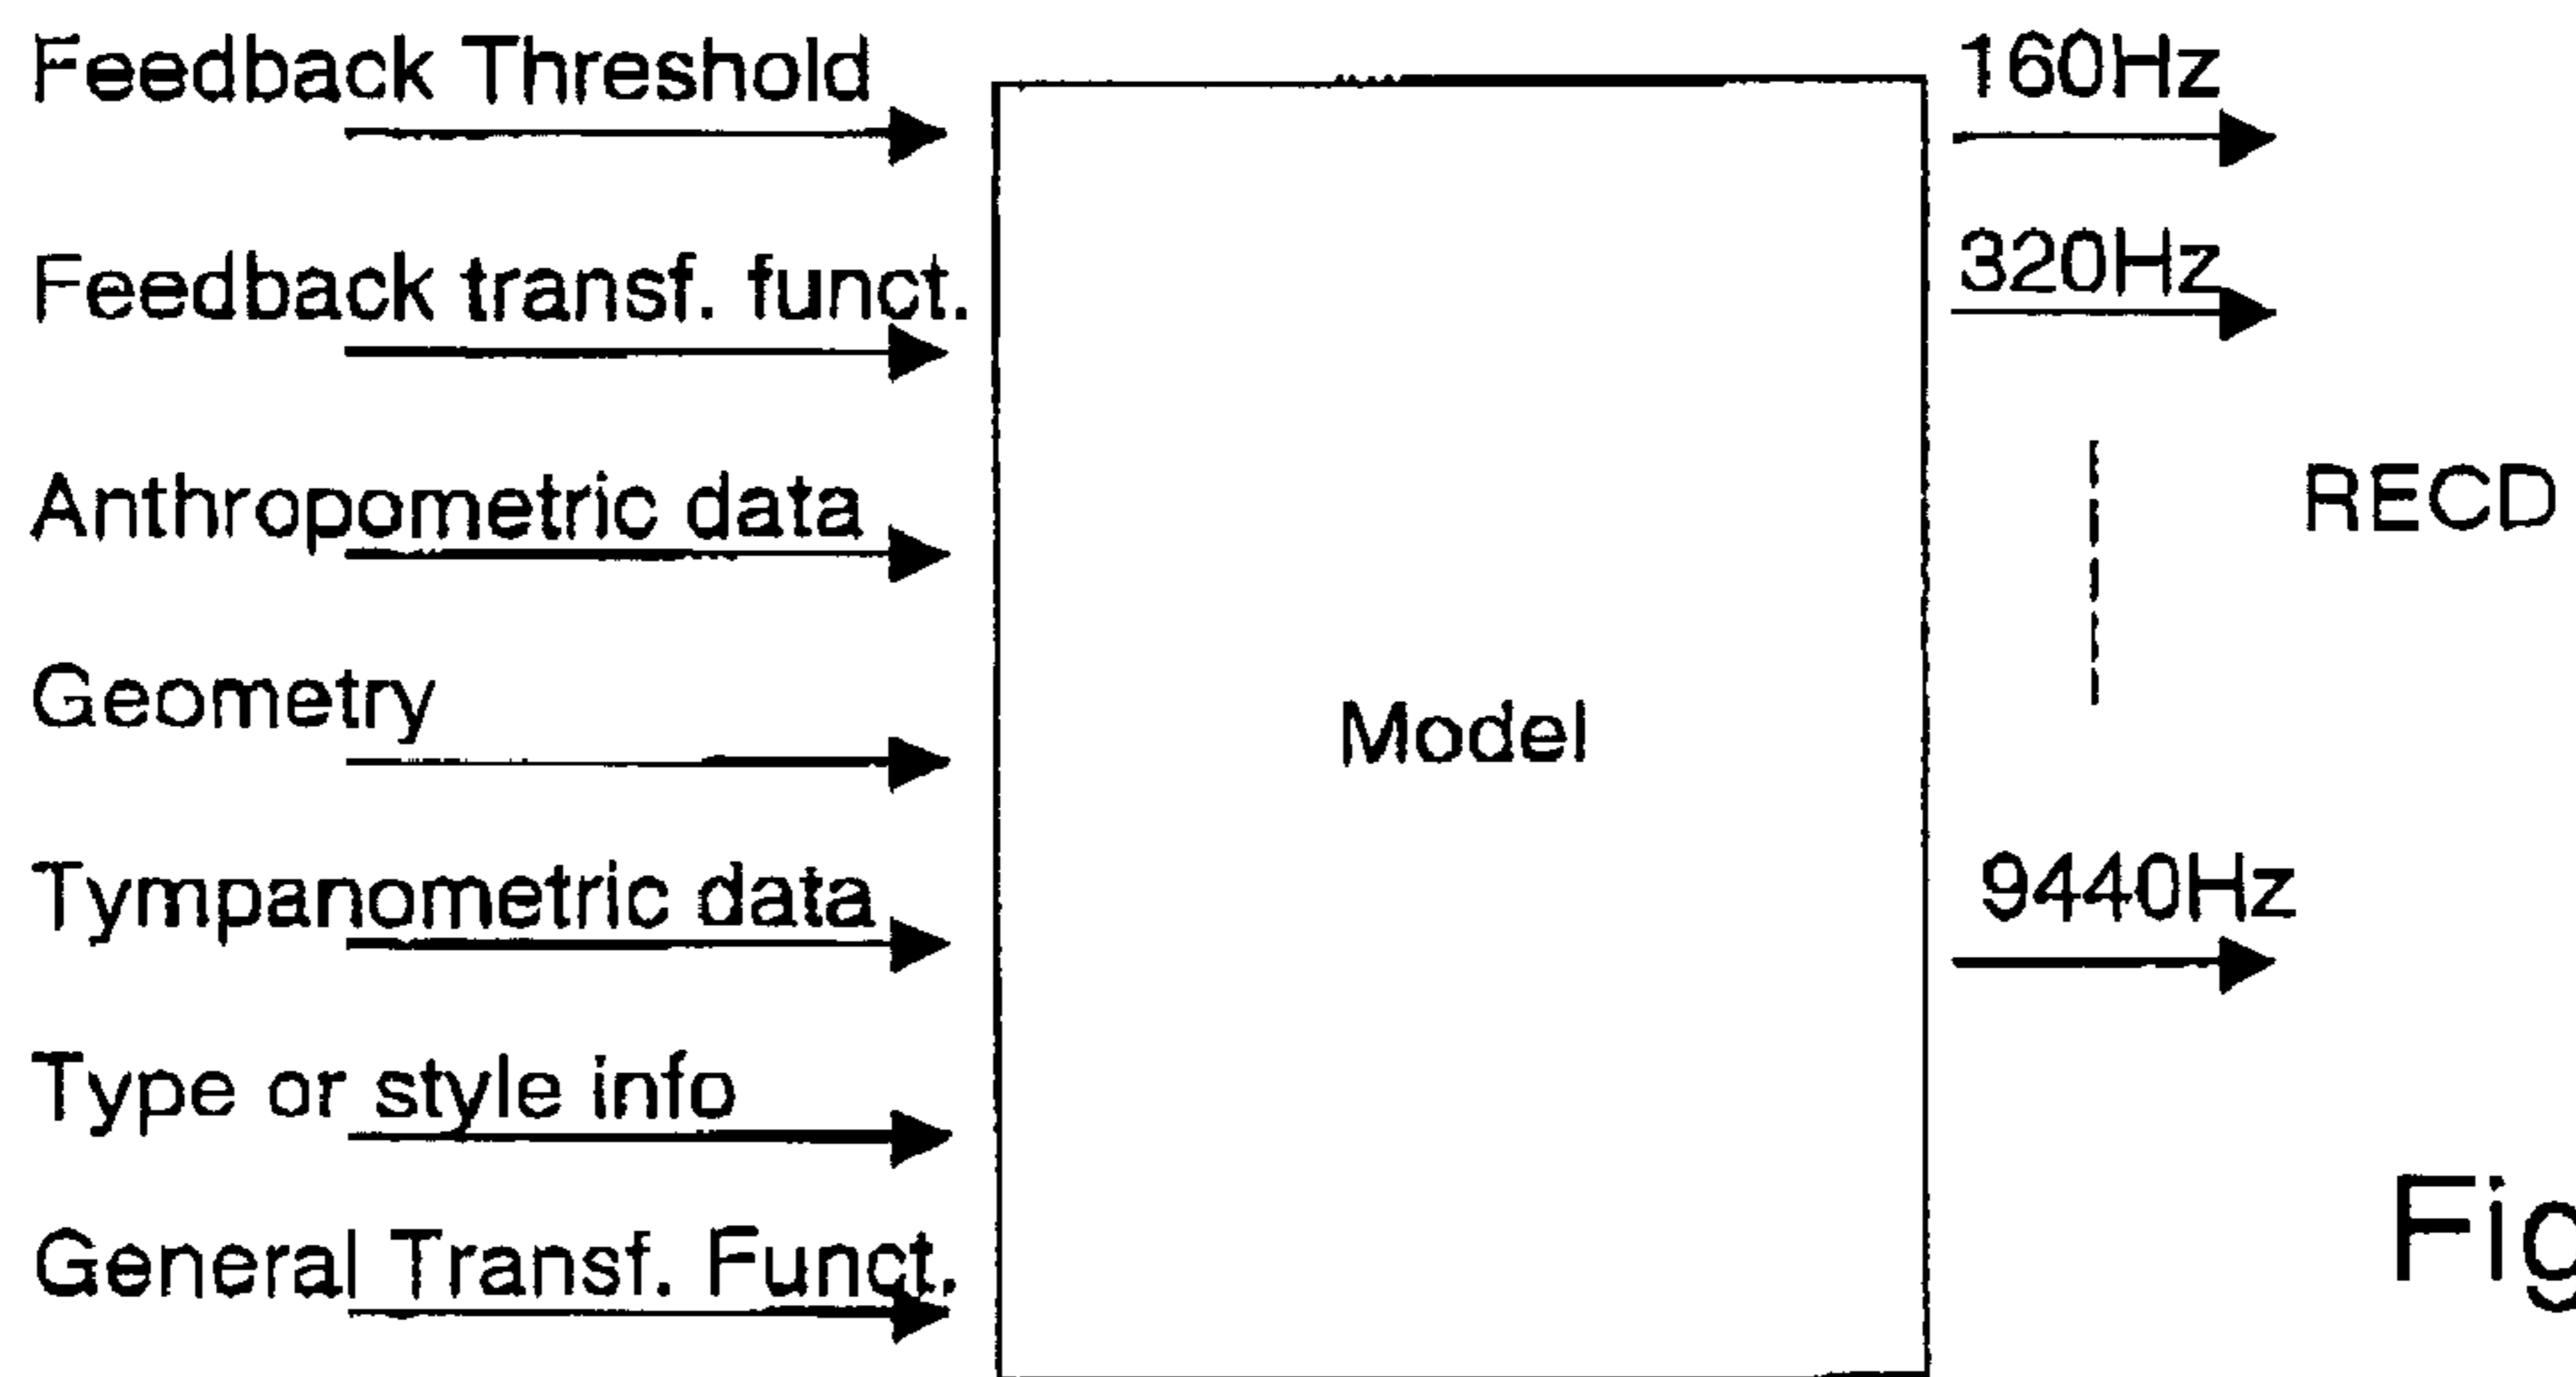 Feedback Threshold
Feedback transf. funct.
Anthropometric data
Geometry
Tympanometric data
Type or style info
General Transf. Funct.
Model
160Hz
320Hz
RECD
9440Hz
Fig